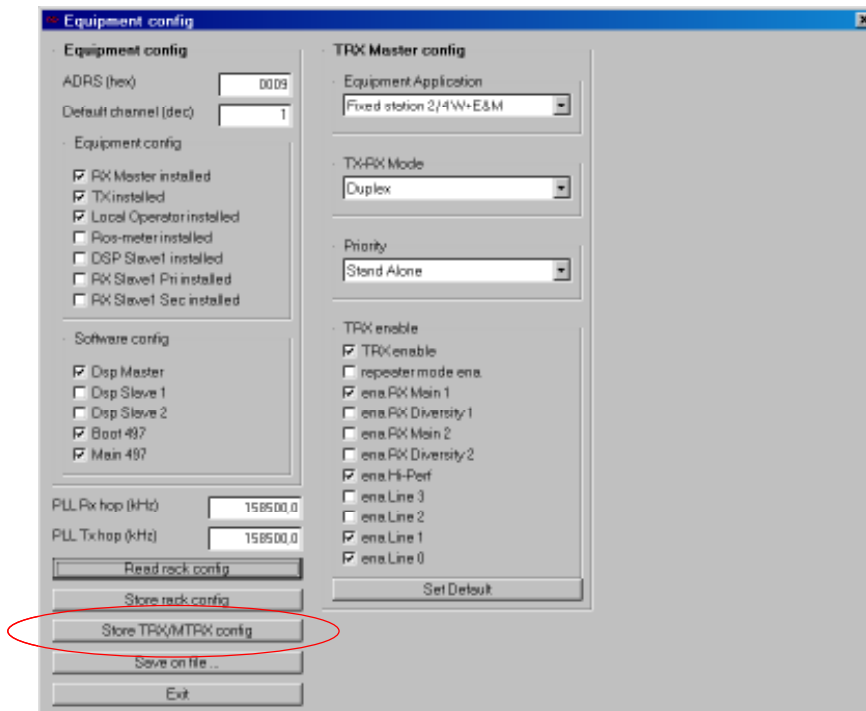 Equipment config
Equipment config
ADRS (hex)
0009
Default channel (dec)
1
Equipment config
RX Master installed
TX installed
Local Operator installed
Ros-meter installed
DSP Slave1 installed
RX Slave1 Pri installed
RX Slave1 Sec installed
Software config
Dsp Master
Dsp Slave 1
Dsp Slave 2
Boot 497
Main 497
PLL Rx hop (kHz)
158500,0
PLL Tx hop (kHz)
158500,0
Read rack config
Store rack config
Store TRX/MTRX config
Save on file ...
Exit
TRX Master config
Equipment Application
Fixed station 2/4W+E&M
TX-RX Mode
Duplex
Priority
Stand Alone
TRX enable
TRX enable
repeater mode ena.
ena.RX Main 1
ena.RX Diversity 1
ena.RX Main 2
ena.RX Diversity 2
ena.Hi-Perf
ena.Line 3
ena.Line 2
ena.Line 1
ena.Line 0
Set Default